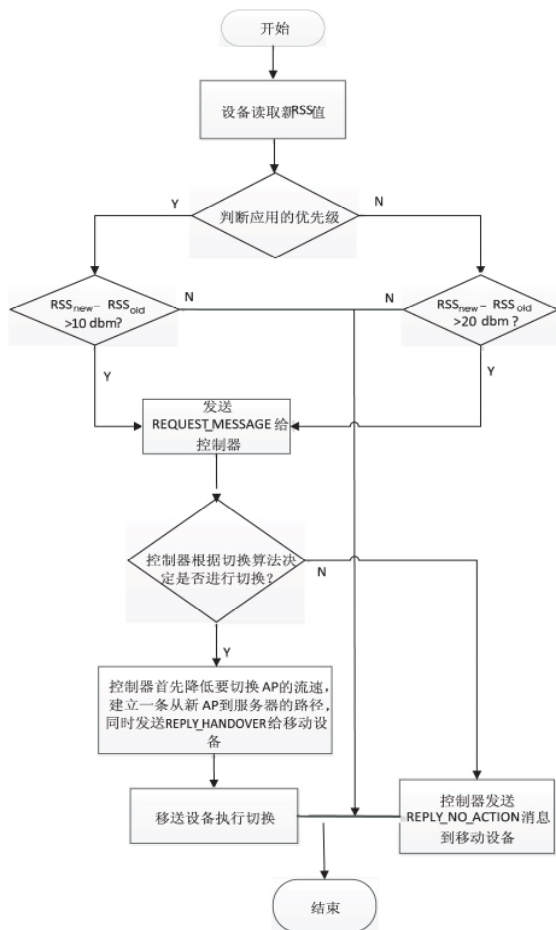 开始
设备读取新RSS值
Y
N
判断应用的优先级
RSSnew– RSSold
>10 dbm?
N
N
RSSnew– RSSold
>20 dbm ?
Y
Y
发送
REQUEST_MESSAGE 给
控制器
控制器根据切换算法决
定是否进行切换?
N
Y
控制器首先降低要切换 AP的流速,
建立一条从新 AP到服务器的路径,
同时发送REPLY_HANDOVER给移动设
备
移送设备执行切换
控制器发送
REPLY_NO_ACTION消息
到移动设备
结束